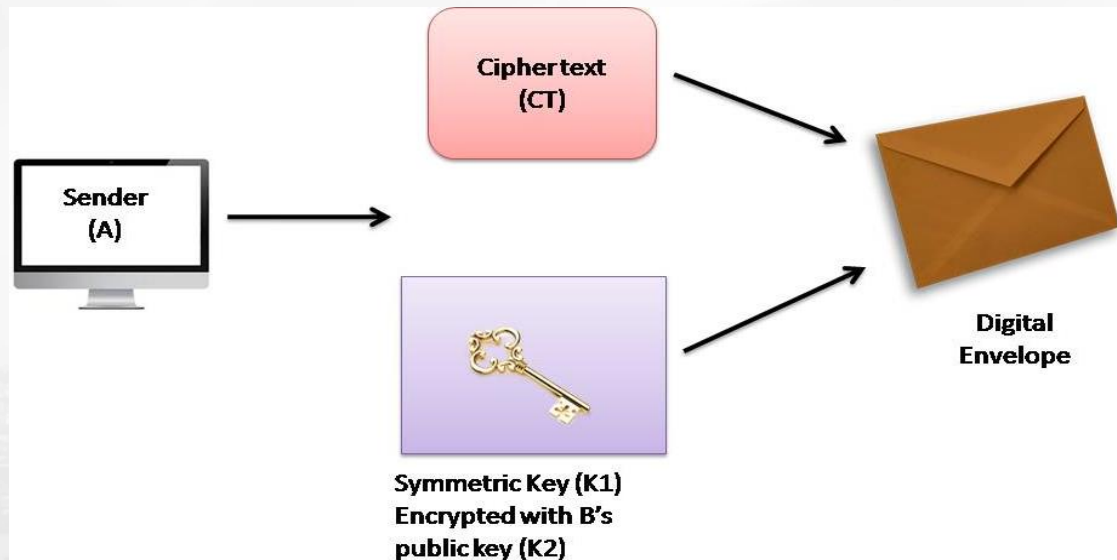 Sender
(A)
Cipher text
(CT)
Symmetric Key (K1)
Encrypted with B's
public key (K2)
Digital
Envelope